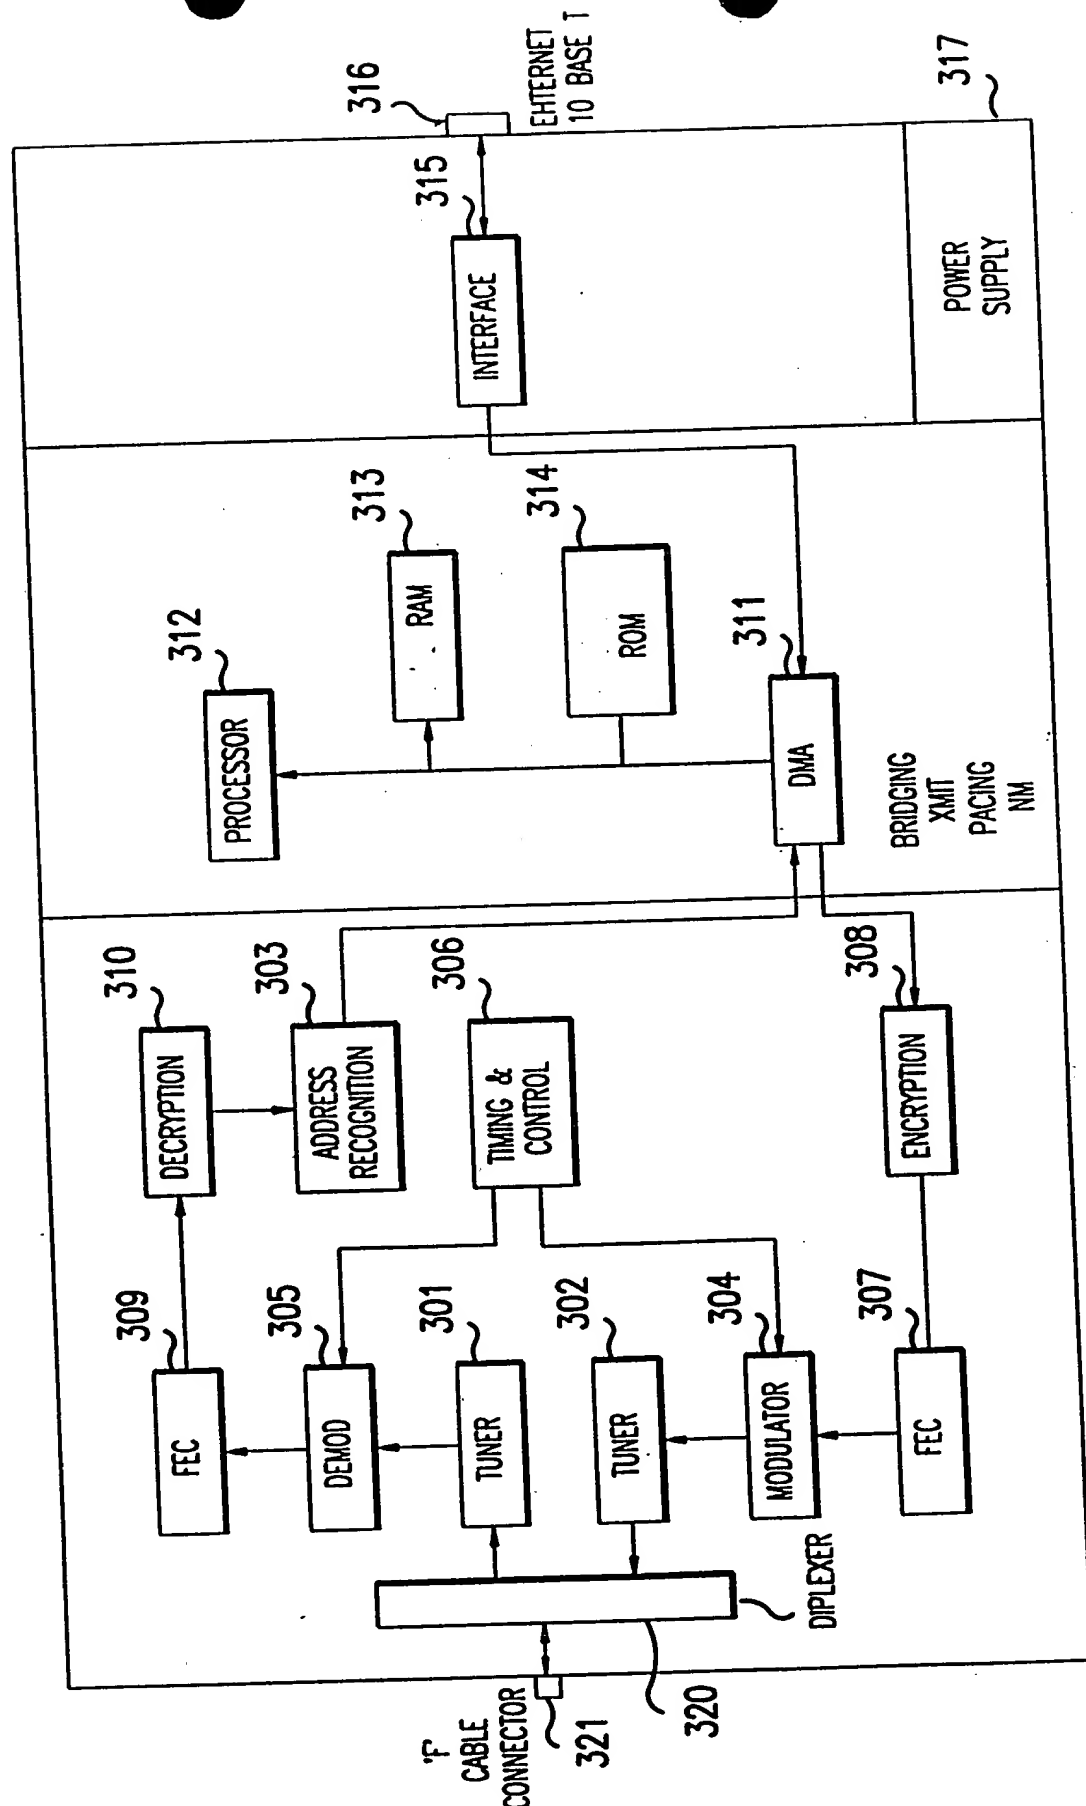 'F'
CABLE
CONNECTOR
321
320
DIPLEXER
FEC
309
DEMOD
305
TUNER
301
TUNER
302
MODULATOR
304
FEC
307
DECRYPTION
310
ADDRESS
RECOGNITION
303
TIMING &
CONTROL
306
ENCRYPTION
308
PROCESSOR
312
RAM
313
ROM
314
DMA
311
BRIDGING
XMIT
PACING
NM
INTERFACE
315
316
EHTERNET
10 BASE T
POWER
SUPPLY
317